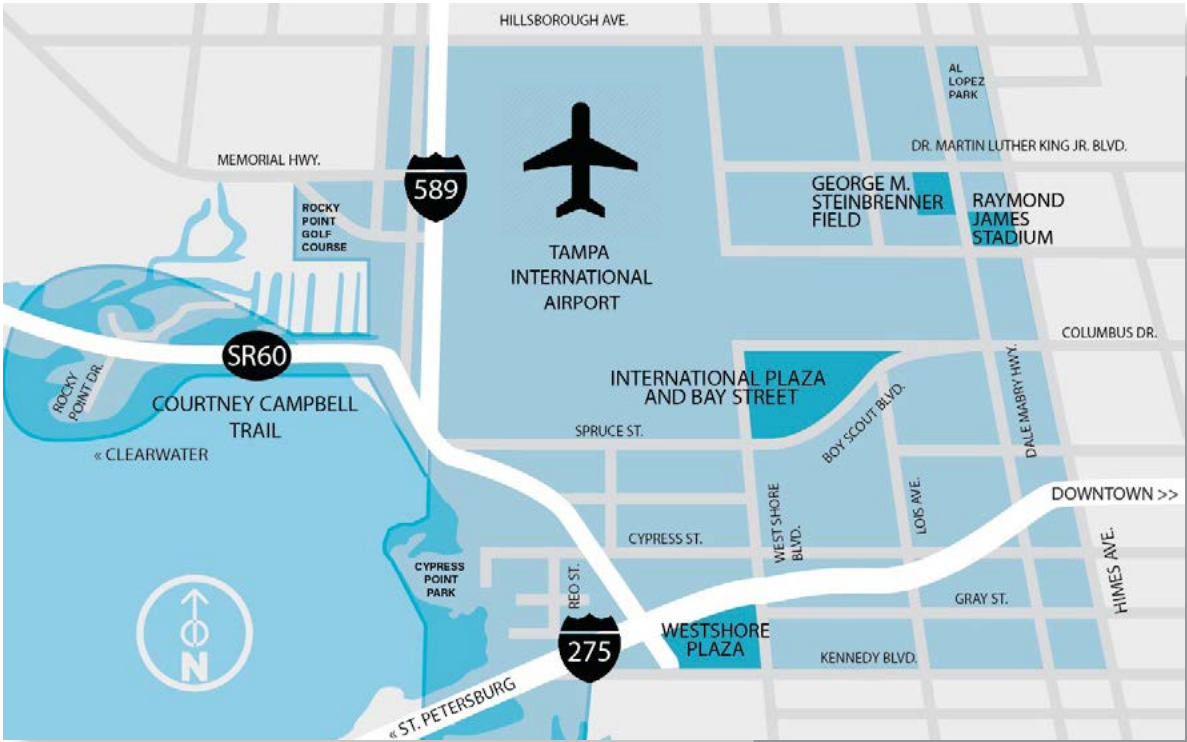 HILLSBOROUGH AVE.
AL
LOPEZ
PARK
DR. MARTIN LUTHER KING JR. BLVD.
MEMORIAL HWY.
589
GEORGE M.
STEINBRENNER
FIELD
RAYMOND
JAMES
STADIUM
ROCKY
POINT
GOLF
COURSE
TAMPA
INTERNATIONAL
AIRPORT
COLUMBUS DR.
SR60
ROCKY
POINT DR.
COURTNEY CAMPBELL
TRAIL
INTERNATIONAL PLAZA
AND BAY STREET
DALE MABRY HWY.
BOY SCOUT BLVD.
SPRUCE ST.
« CLEARWATER
DOWNTOWN >>
WEST SHORE
BLVD.
LOIS AVE.
CYPRESS ST.
HIMES AVE.
CYPRESS
POINT
PARK
REO ST.
GRAY ST.
WESTSHORE
PLAZA
275
KENNEDY BLVD.
N
« ST. PETERSBURG